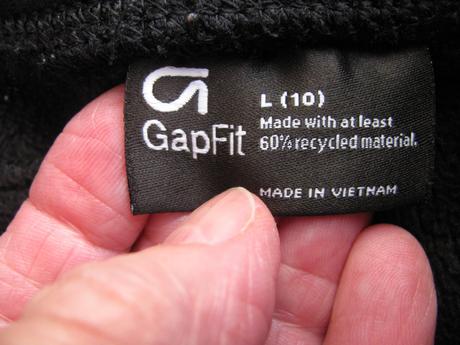 GapFit
L (10)
Made with at least
60% recycled material.
MADE IN VIETNAM